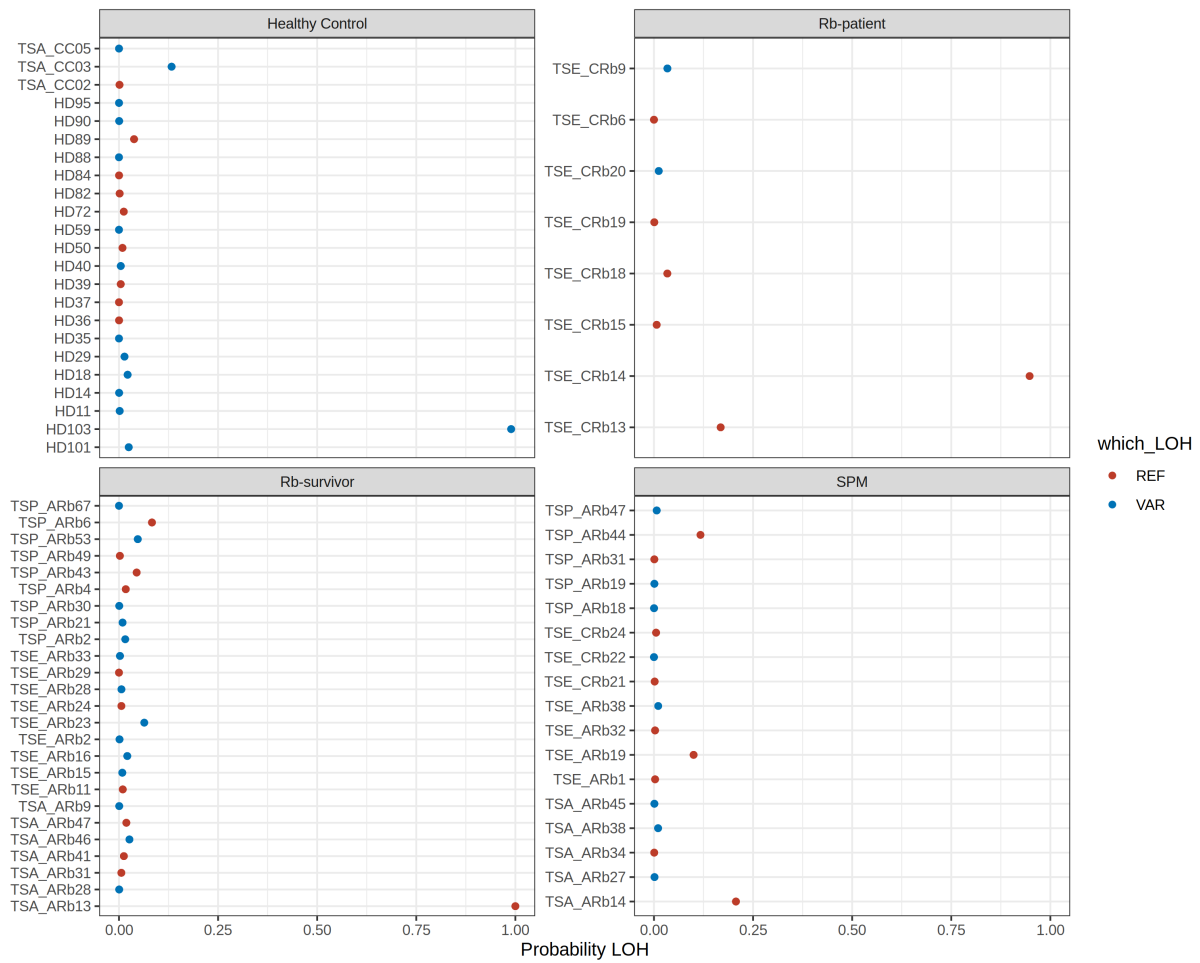 Healthy Control
TSA_CC05
TSA_CC03
TSA_CC02
HD95
HD90
HD89
HD88
HD84
HD82
HD72
HD59
HD50
HD40
HD39
HD37
HD36
HD35
HD29
HD18
HD14
HD11
HD103
HD101
Rb-patient
TSE_CRb9
TSE_CRb6
TSE_CRb20
TSE_CRb19
TSE_CRb18
TSE_CRb15
TSE_CRb14
TSE_CRb13
Rb-survivor
TSP_ARb67
TSP_ARb6
TSP_ARb53
TSP_ARb49
TSP_ARb43
TSP_ARb4
TSP_ARb30
TSP_ARb21
TSP_ARb2
TSE_ARb33
TSE_ARb29
TSE_ARb28
TSE_ARb24
TSE_ARb23
TSE_ARb2
TSE_ARb16
TSE_ARb15
TSE_ARb11
TSA_ARb9
TSA_ARb47
TSA_ARb46
TSA_ARb41
TSA_ARb31
TSA_ARb28
TSA_ARb13
0.00 0.25 0.50 0.75 1.00
SPM
TSP_ARb47
TSP_ARb44
TSP_ARb31
TSP_ARb19
TSP_ARb18
TSE_CRb24
TSE_CRb22
TSE_CRb21
TSE_ARb38
TSE_ARb32
TSE_ARb19
TSE_ARb1
TSA_ARb45
TSA_ARb38
TSA_ARb34
TSA_ARb27
TSA_ARb14
0.00 0.25 0.50 0.75 1.00
Probability LOH
which_LOH
REF
VAR